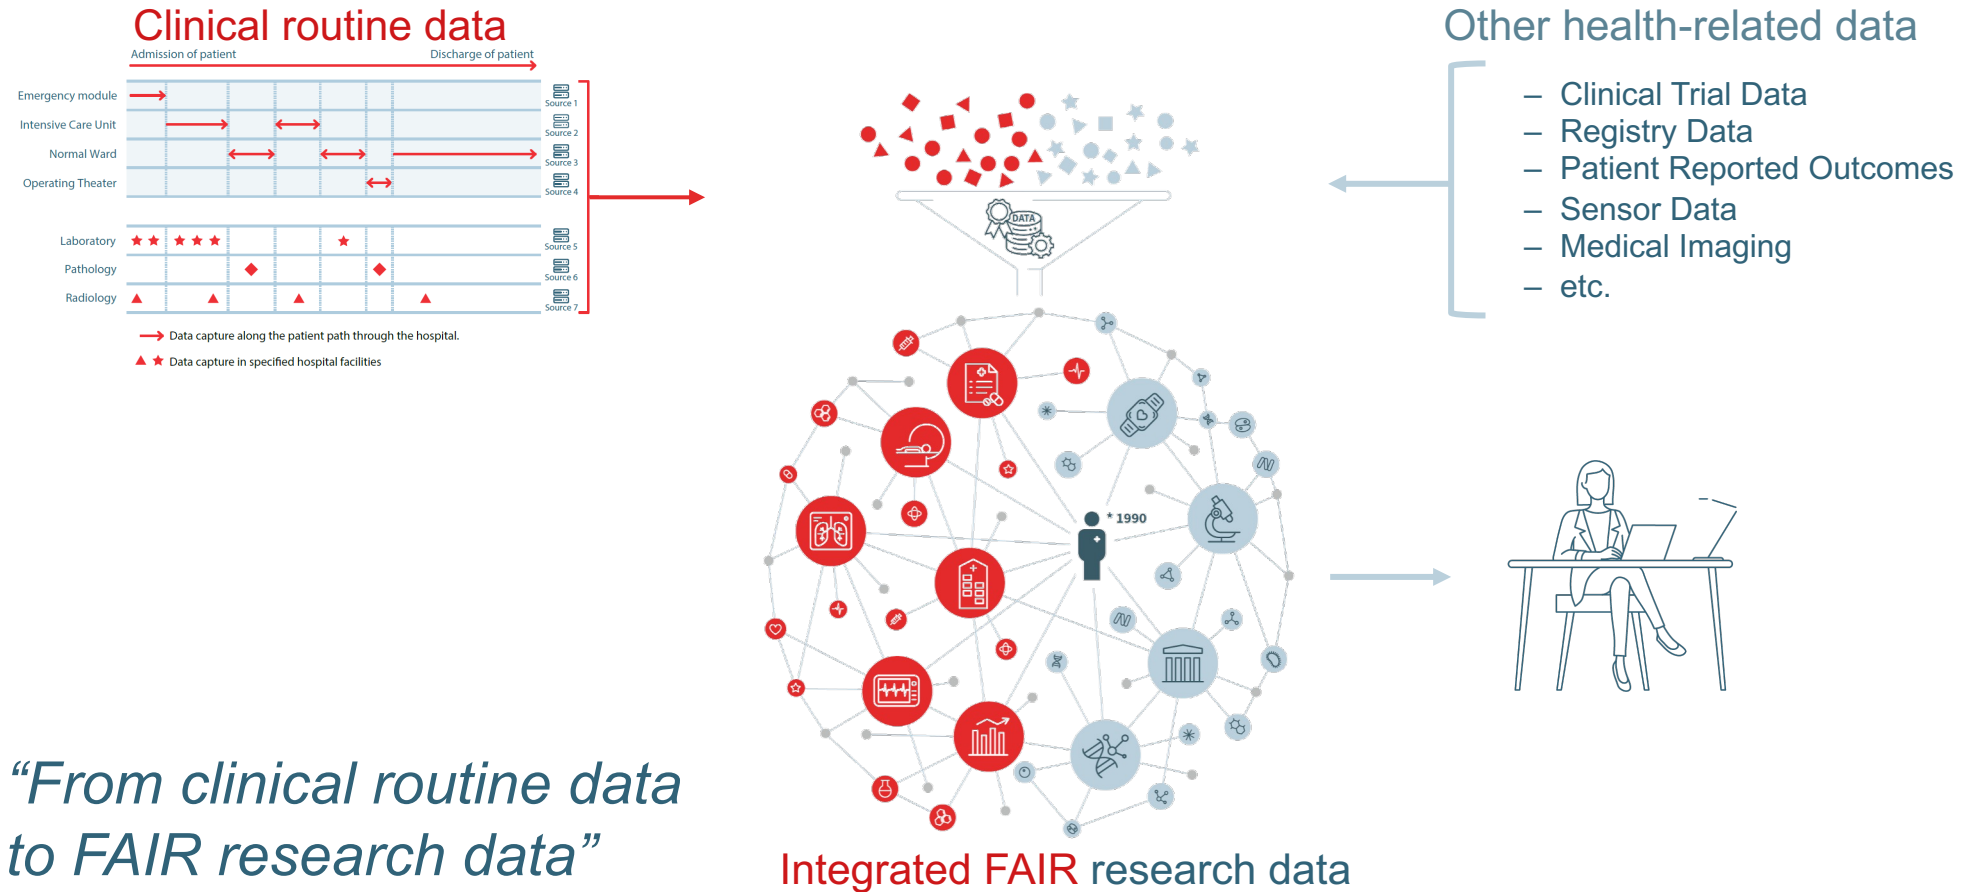 Clinical routine data
Admission of patient
Discharge of patient
Emergency module
Source 1
Intensive Care Unit
Source 2
Normal Ward
Source 3
Operating Theater
Source 4
Laboratory
Source 5
Pathology
Source 6
Radiology
Source 7
Data capture along the patient path through the hospital.
Data capture in specified hospital facilities
DATA
Other health-related data
– Clinical Trial Data
– Registry Data
– Patient Reported Outcomes
– Sensor Data
– Medical Imaging
– etc.
* 1990
“From clinical routine data
to FAIR research data”
Integrated FAIR research data